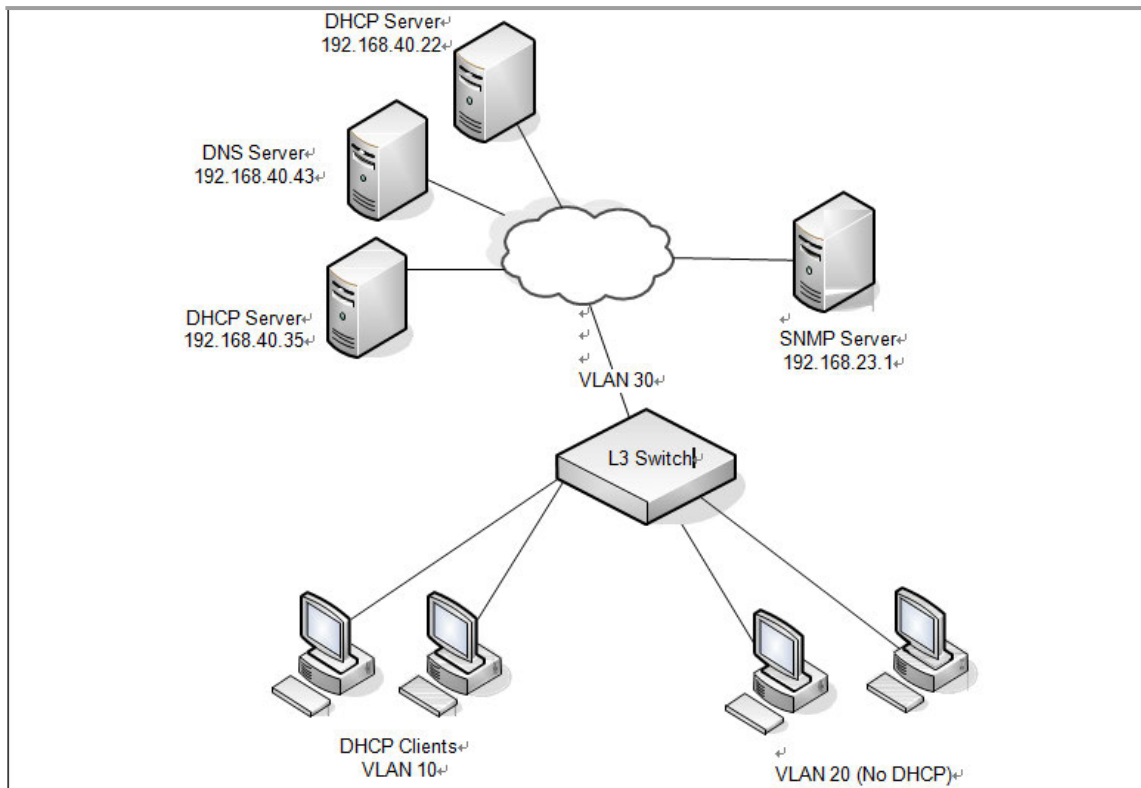 DHCP Server
192.168.40.22↵
DNS Server↵
192.168.40.43↵
DHCP Server↵
192.168.40.35↵
↵
↵
↵
VLAN 30↵
↵
SNMP Server↵
192.168.23.1↵
L3 Switch↵
DHCP Clients↵
VLAN 10↵
↵
VLAN 20 (No DHCP)↵